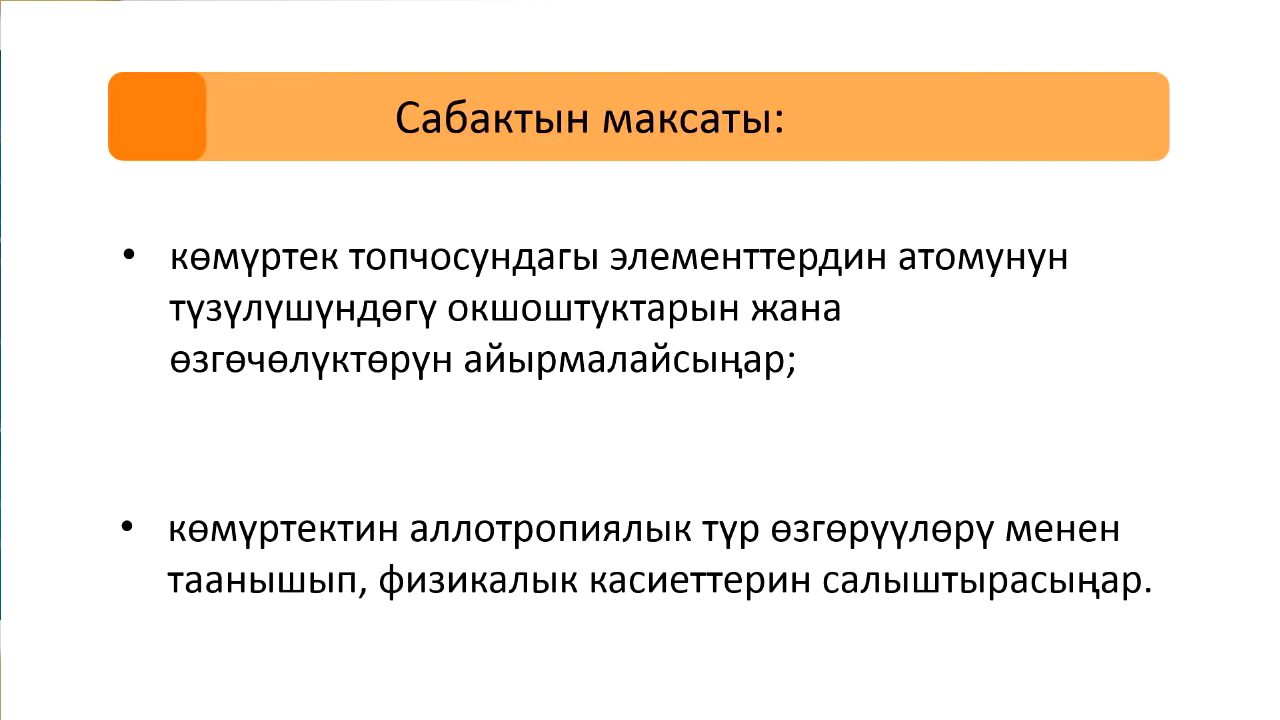 Сабактын максаты:
• көмүртек топчосундагы элементтердин атомунун
түзүлүшүндөгү окшоштуктарын жана
өзгөчөлүктөрүн айырмалайсыңар;
• көмүртектин аллотропиялык түр өзгөрүүлөрү менен
таанышып, физикалык касиеттерин салыштырасыңар.